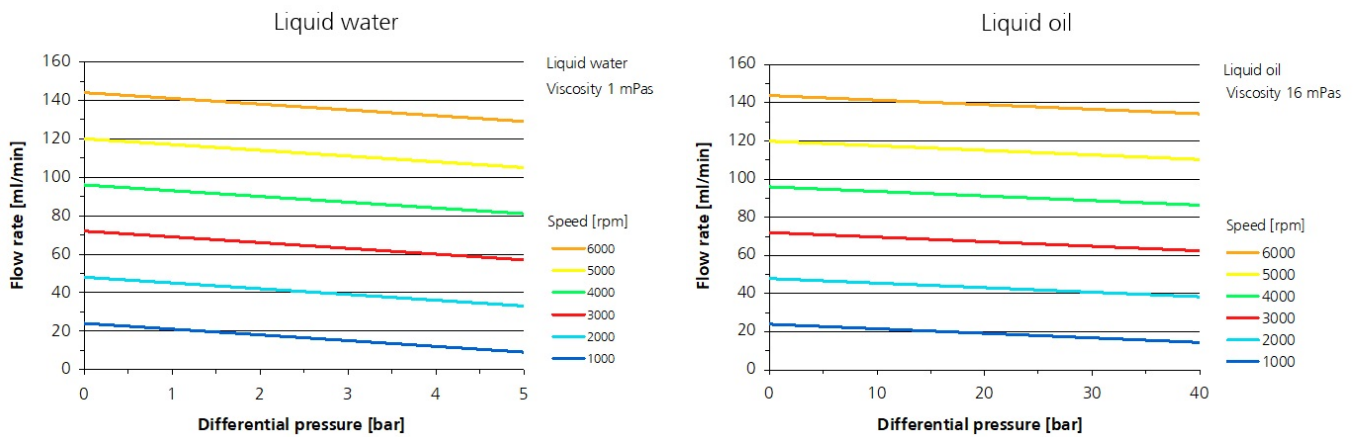 Liquid water
160
140
120
100
80
60
40
20
0
Flow rate [ml/min]
0 1 2 3 4 5
Differential pressure [bar]
Liquid water
Viscosity 1 mPas
Speed [rpm]
6000
5000
4000
3000
2000
1000
Liquid oil
160
140
120
100
80
60
40
20
0
Flow rate [ml/min]
0 10 20 30 40
Differential pressure [bar]
Liquid oil
Viscosity 16 mPas
Speed [rpm]
6000
5000
4000
3000
2000
1000